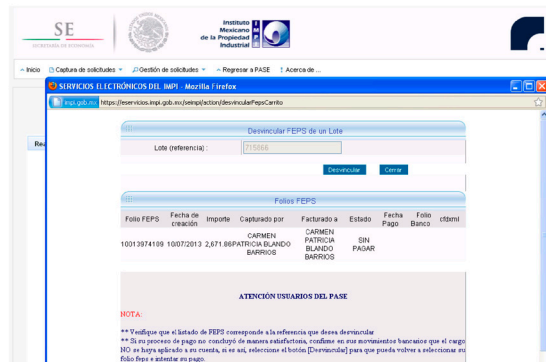 SE
SECRETARÍA DE ECONOMÍA
Instituto
Mexicano
de la Propiedad
Industrial
Inicio Captura de solicitudes Gestión de solicitudes Regresar a PASE Acerca de ...
SERVICIOS ELECTRÓNICOS DEL IMPI - Mozilla Firefox
impi.gob.mx https://eservicios.impi.gob.mx/seimpi/action/desvincularFepsCarrito
Desvincular FEPS de un Lote
Rea
Lote (referencia) : 715066
Desvincular Cerrar
Folios FEPS
Folio FEPS Fecha de creación Importe Capturado por Facturado a Estado Fecha Pago Folio Banco cfdxml
10013974109 10/07/2013 2,671.86 CARMEN PATRICIA BLANDO BARRIOS CARMEN PATRICIA BLANDO BARRIOS SIN PAGAR
ATENCIÓN USUARIOS DEL PASE
NOTA:
** Verifique que el listado de FEPS corresponde a la referencia que desea desvincular
** Si su proceso de pago no concluyó de manera satisfactoria, confirme en sus movimientos bancarios que el cargo
NO se haya aplicado a su cuenta, si es así, seleccione el botón [Desvincular] para que pueda volver a seleccionar su
folio feps e intentar su pago.